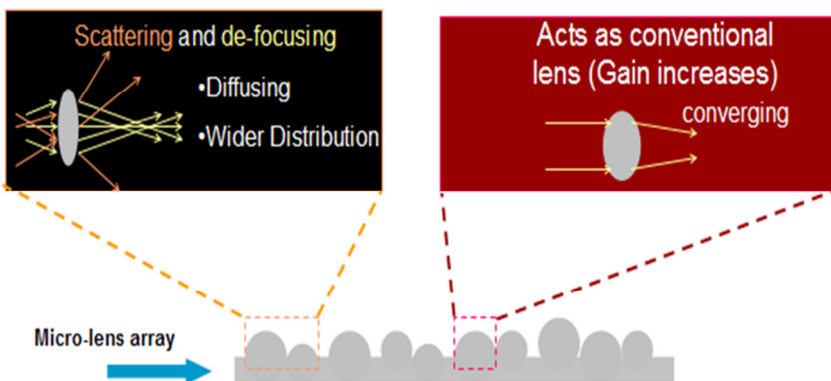 Scattering and de-focusing
•Diffusing
•Wider Distribution
Acts as conventional
lens (Gain increases)
converging
Micro-lens array